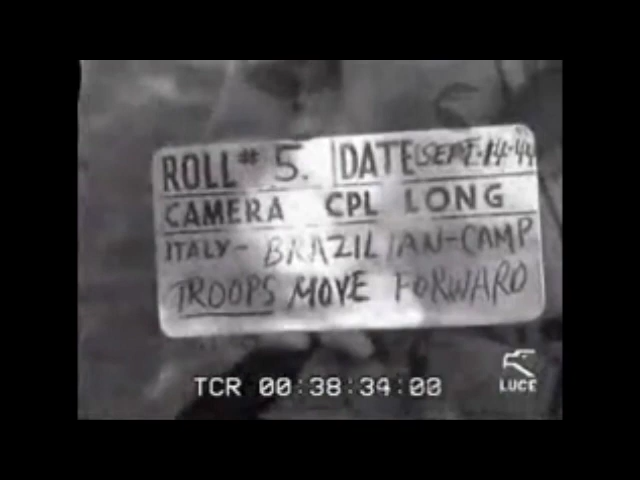 ROLL# 5. DATE SEPT-14-44
CAMERA CPL LONG
ITALY- BRAZILIAN-CAMP
TROOPS MOVE FORWARD
TCR 00:38:34:00
LUCE